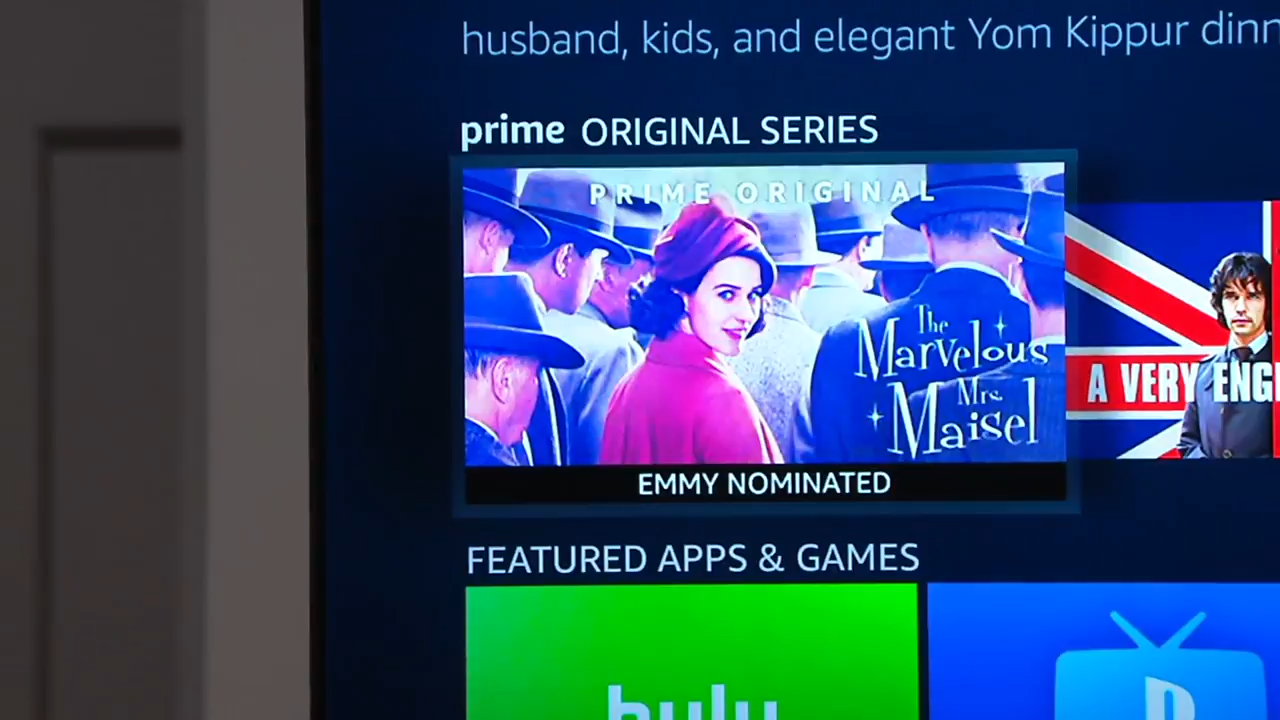 husband, kids, and elegant Yom Kippur
prime ORIGINAL SERIES
PRIME ORIGINAL
The
Marvelous
Mrs.
Maisel
A VERY
EMMY NOMINATED
FEATURED APPS & GAMES
hulu